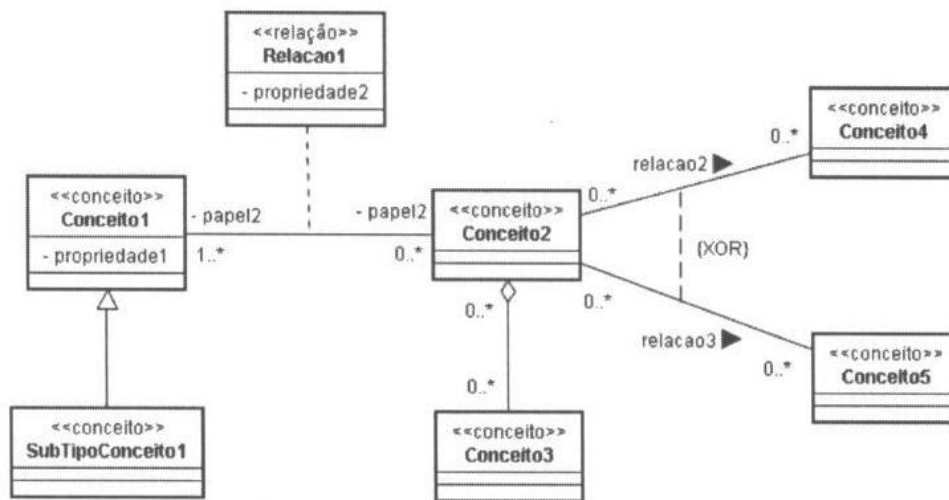 <<relação>>
Relacao1
- propriedade2
<<conceito>>
Conceito4
0..*
relacao2
0..*
<<conceito>>
Conceito1
- propriedade1
- papel2
1..*
- papel2
0..*
<<conceito>>
Conceito2
{XOR}
0..*
0..*
relacao3
0..*
<<conceito>>
Conceito5
0..*
<<conceito>>
SubTipoConceito1
<<conceito>>
Conceito3